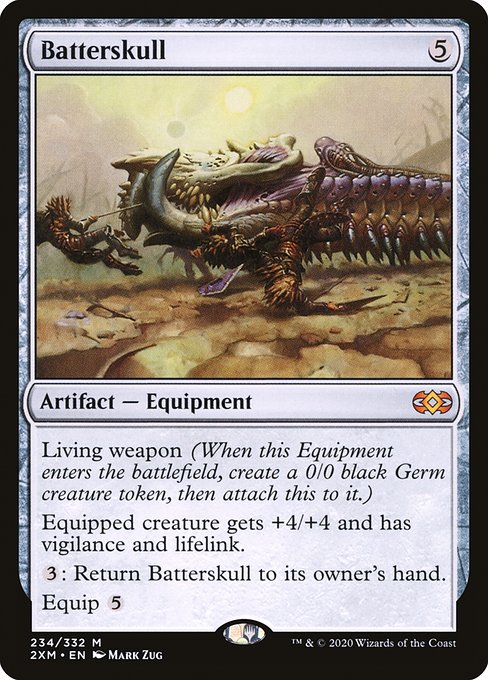 Batterskull 5
Artifact — Equipment
Living weapon (When this Equipment
enters the battlefield, create a 0/0 black Germ
creature token, then attach this to it.)
Equipped creature gets +4/+4 and has
vigilance and lifelink.
3: Return Batterskull to its owner's hand.
Equip 5
234/332 M
2XM • EN Mark Zug
™ & © 2020 Wizards of the Coast